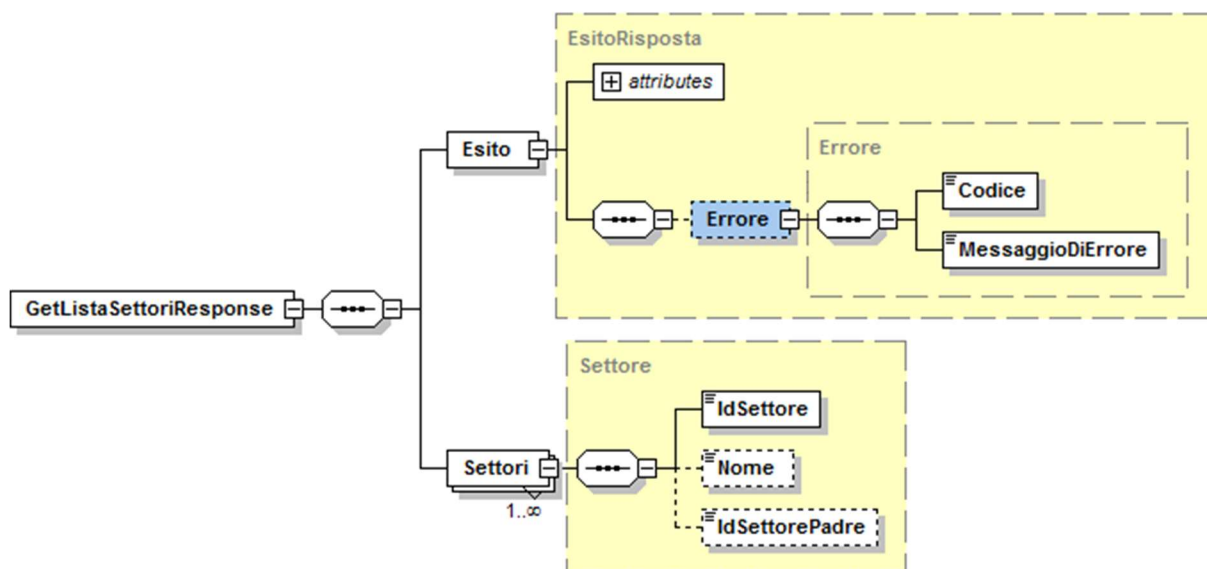 EsitoRisposta
attributes
Errore
Esito
Codice
Errore
MessaggioDiErrore
GetListaSettoriResponse
Settore
IdSettore
Settori
Nome
1..∞
IdSettorePadre